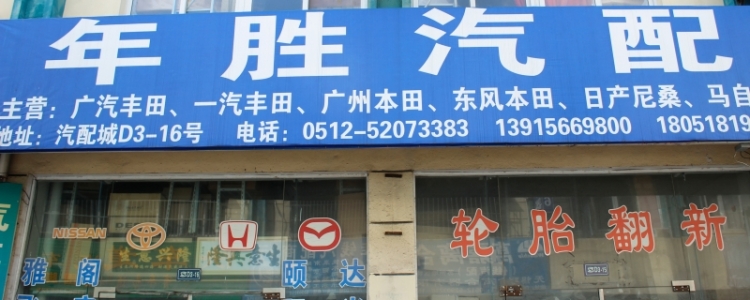 年胜汽配
主营：广汽丰田、一汽丰田、广州本田、东风本田、日产尼桑、马自
地址：汽配城D3-16号 电话：0512-52073383 13915669800 18051819
NISSAN
轮胎翻新
雅阁
颐达